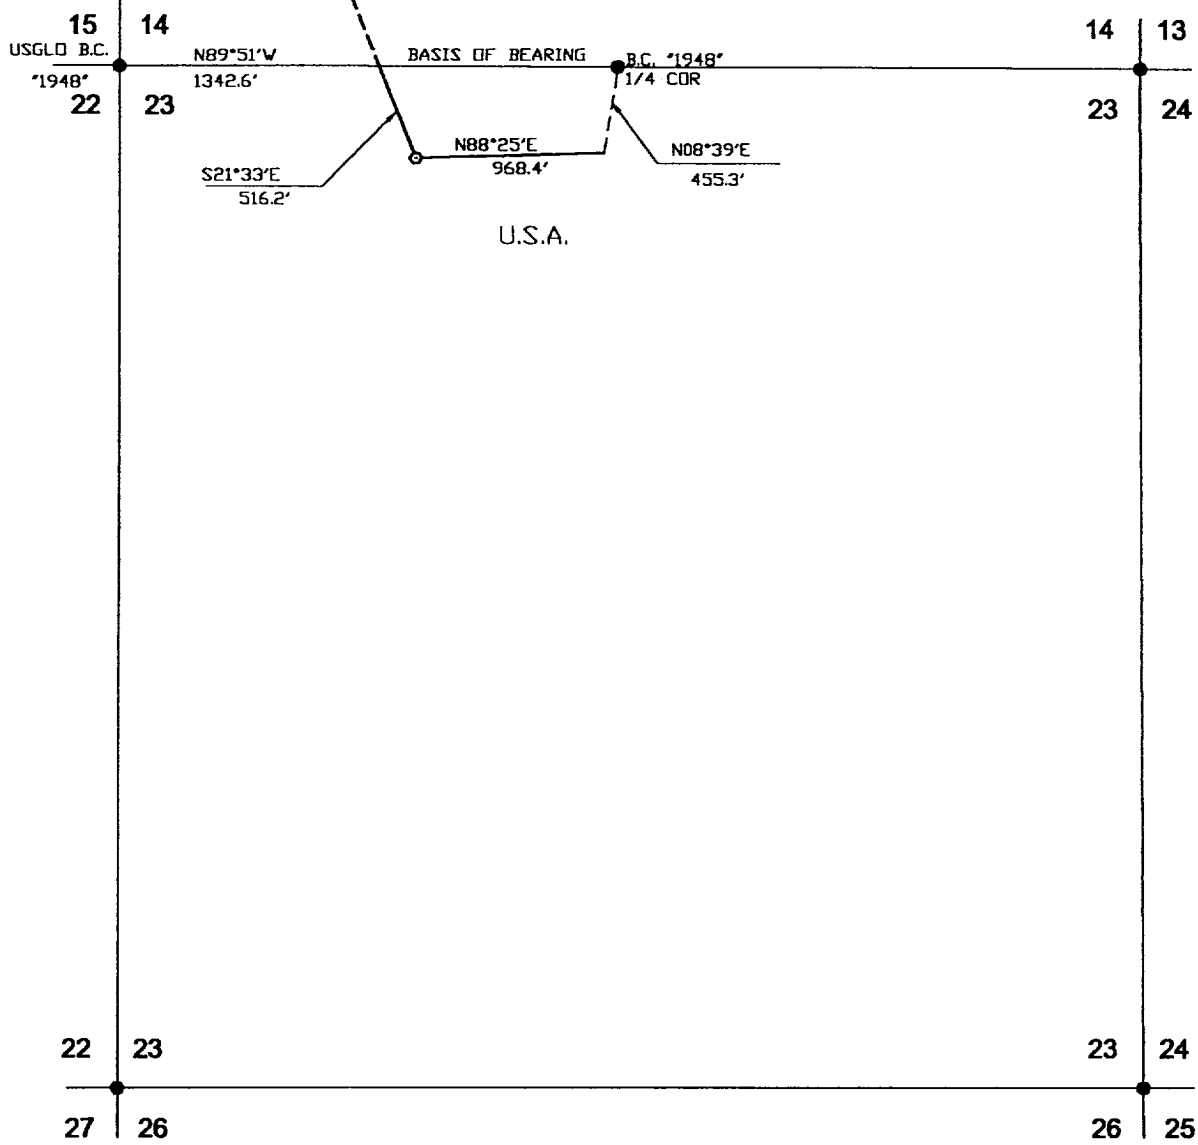 15 14
14 13
USGLO B.C.
N89°51'W
BASIS OF BEARING
B.C. "1948"
"1948"
1342.6'
1/4 COR
22 23
23 24
N88°25'E
N08°39'E
968.4'
455.3'
S21°33'E
516.2'
U.S.A.
22 23
23 24
27 26
26 25